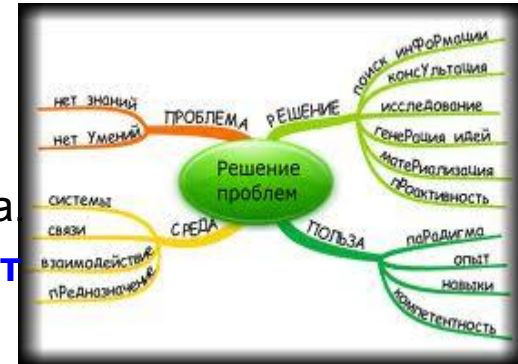 Решение
проблем
ПРОБЛЕМА
нет знаний
нет умений
РЕШЕНИЕ
поиск информации
консультация
исследование
генерация идей
материализация
проактивность
СРЕДА
системы
связи
взаимодействие
предназначение
ПОЛЬЗА
парадигма
опыт
навыки
компетентность
а.
т